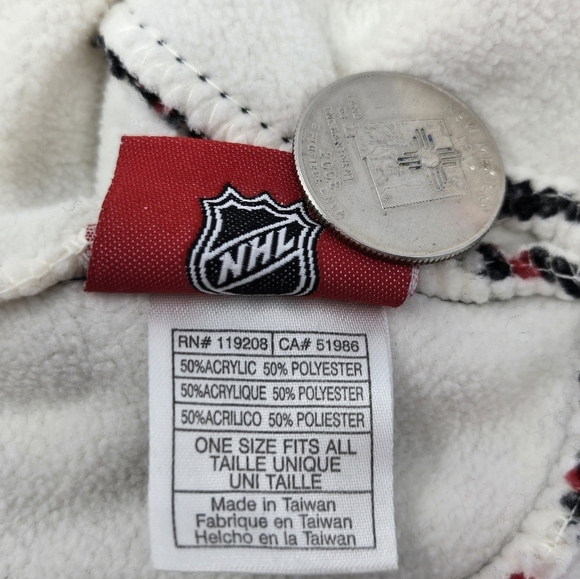 NHL
RN# 119208 CA# 51986
50%ACRYLIC 50% POLYESTER
50%ACRYLIQUE 50% POLYESTER
50%ACRILICO 50% POLIESTER
ONE SIZE FITS ALL
TAILLE UNIQUE
UNI TAILLE
Made in Taiwan
Fabrique en Taiwan
Helcho en la Taiwan